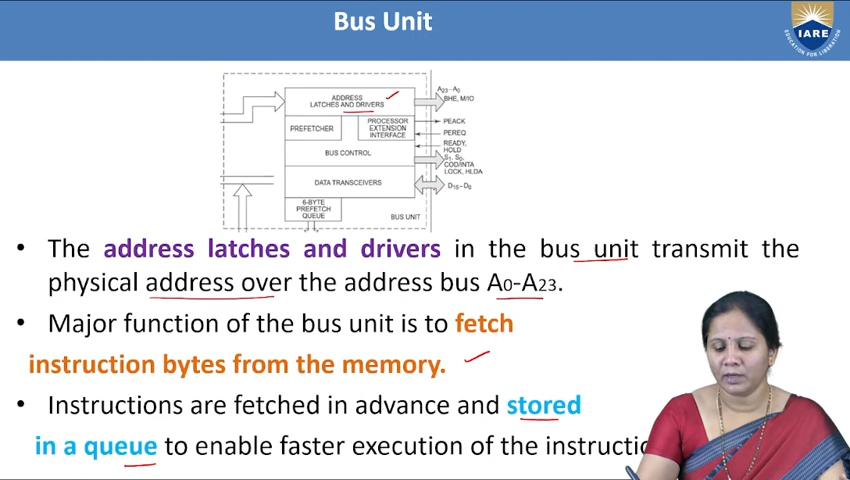 Bus Unit
IARE
EDUCATION FOR LIBERATION
ADDRESS
LATCHES AND DRIVERS
A23–A0
BHE, M/IO
PREFETCHER
PROCESSOR
EXTENSION
INTERFACE
PEACK
PEREQ
READY,
HOLD
BUS CONTROL
S1, S0,
COD/INTA
LOCK, HLDA
DATA TRANSCEIVERS
D15–D0
6-BYTE
PREFETCH
QUEUE
BUS UNIT
• The address latches and drivers in the bus unit transmit the
physical address over the address bus A0-A23.
• Major function of the bus unit is to fetch
instruction bytes from the memory.
• Instructions are fetched in advance and stored
in a queue to enable faster execution of the instructio